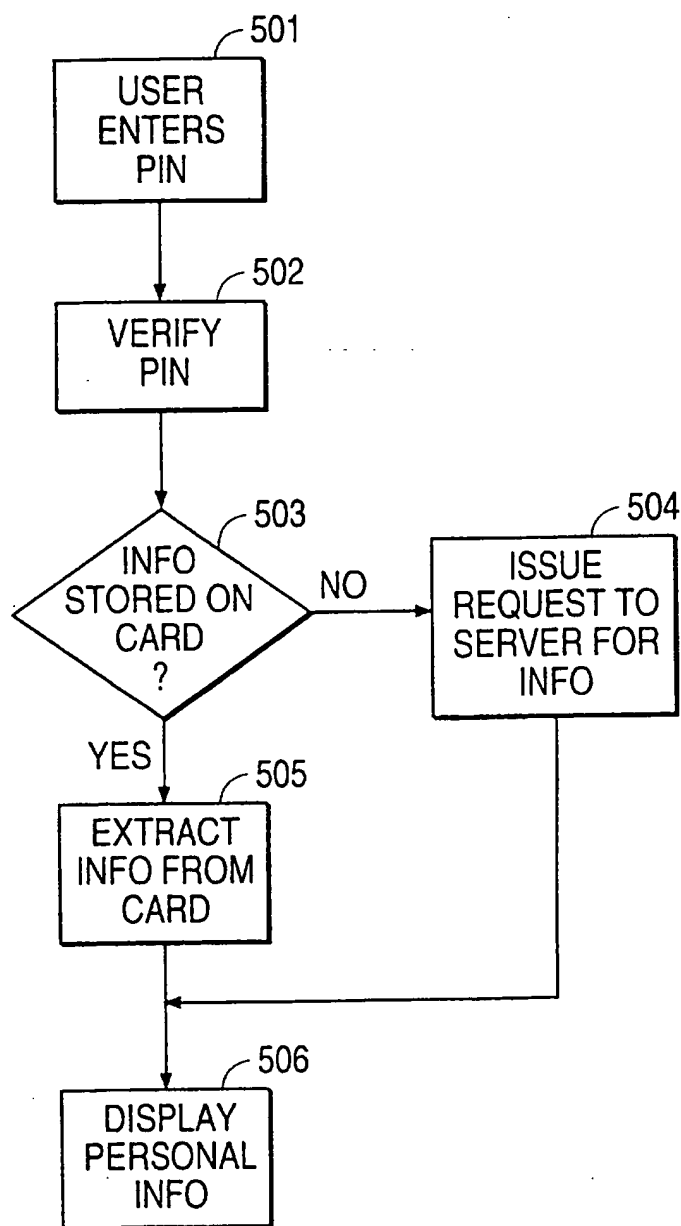 501
USER
ENTERS
PIN
502
VERIFY
PIN
503
INFO
STORED ON
CARD
?
NO
504
ISSUE
REQUEST TO
SERVER FOR
INFO
YES
505
EXTRACT
INFO FROM
CARD
506
DISPLAY
PERSONAL
INFO